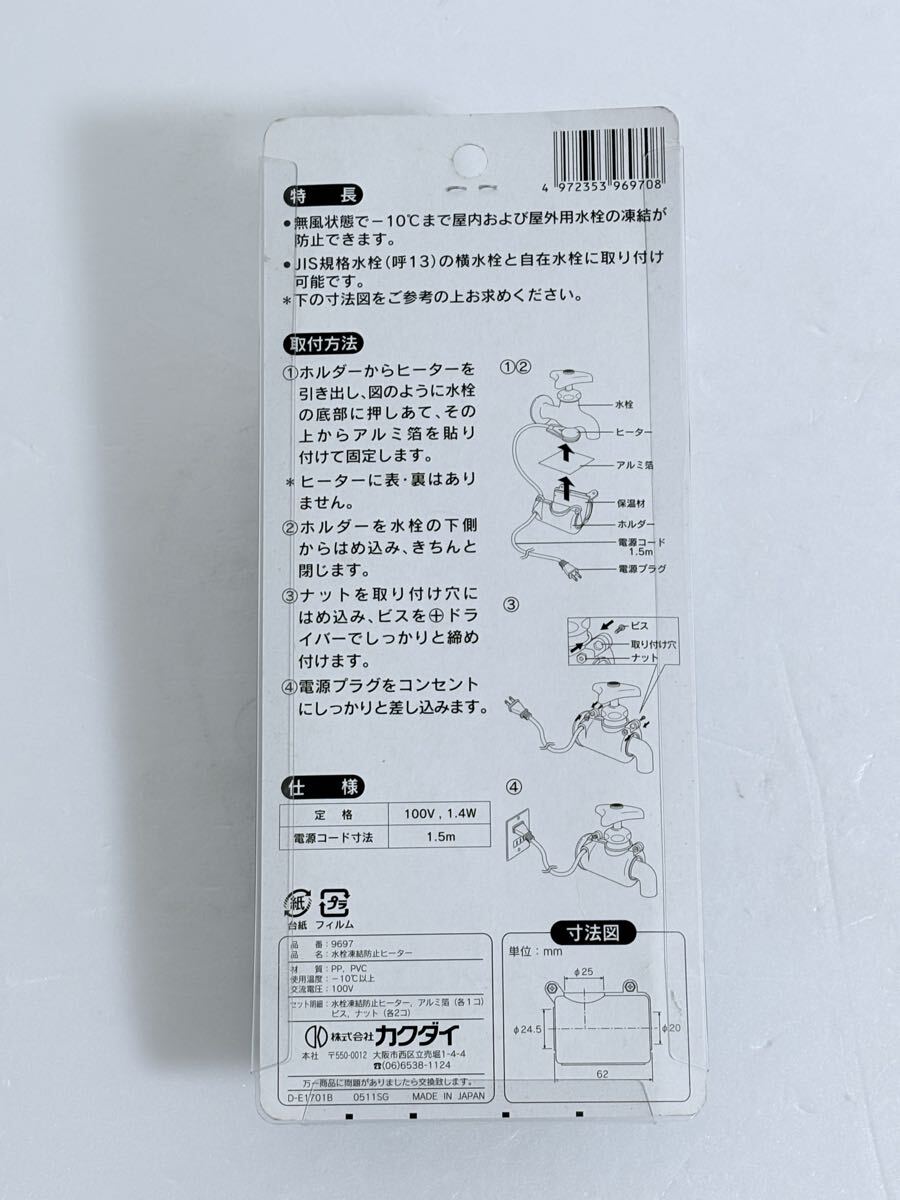 4 972353 969708
特長
•無風状態で－10℃まで屋内および屋外用水栓の凍結が
防止できます。
•JIS規格水栓(呼13)の横水栓と自在水栓に取り付け
可能です。
＊下の寸法図をご参考の上お求めください。
取付方法
①ホルダーからヒーターを
引き出し、図のように水栓
の底部に押しあて、その
上からアルミ箔を貼り
付けて固定します。
＊ヒーターに表・裏はあり
ません。
②ホルダーを水栓の下側
からはめ込み、きちんと
閉じます。
③ナットを取り付け穴に
はめ込み、ビスを⊕ドラ
イバーでしっかりと締め
付けます。
④電源プラグをコンセント
にしっかりと差し込みます。
①②
水栓
ヒーター
アルミ箔
保温材
ホルダー
電源コード
1.5m
電源プラグ
③
ビス
取り付け穴
ナット
④
仕様
定格 100V , 1.4W
電源コード寸法 1.5m
紙 プラ
台紙 フィルム
品番：9697
品名：水栓凍結防止ヒーター
材質：PP, PVC
使用温度：－10℃以上
交流電圧：100V
セット明細：水栓凍結防止ヒーター, アルミ箔(各1コ)
ビス, ナット(各2コ)
株式会社カクダイ
本社 〒550-0012 大阪市西区立売堀1-4-4
☎(06)6538-1124
万一商品に問題がありましたら交換致します。
D-E1701B 0511SG MADE IN JAPAN
寸法図
単位：mm
φ25
φ24.5
φ20
62